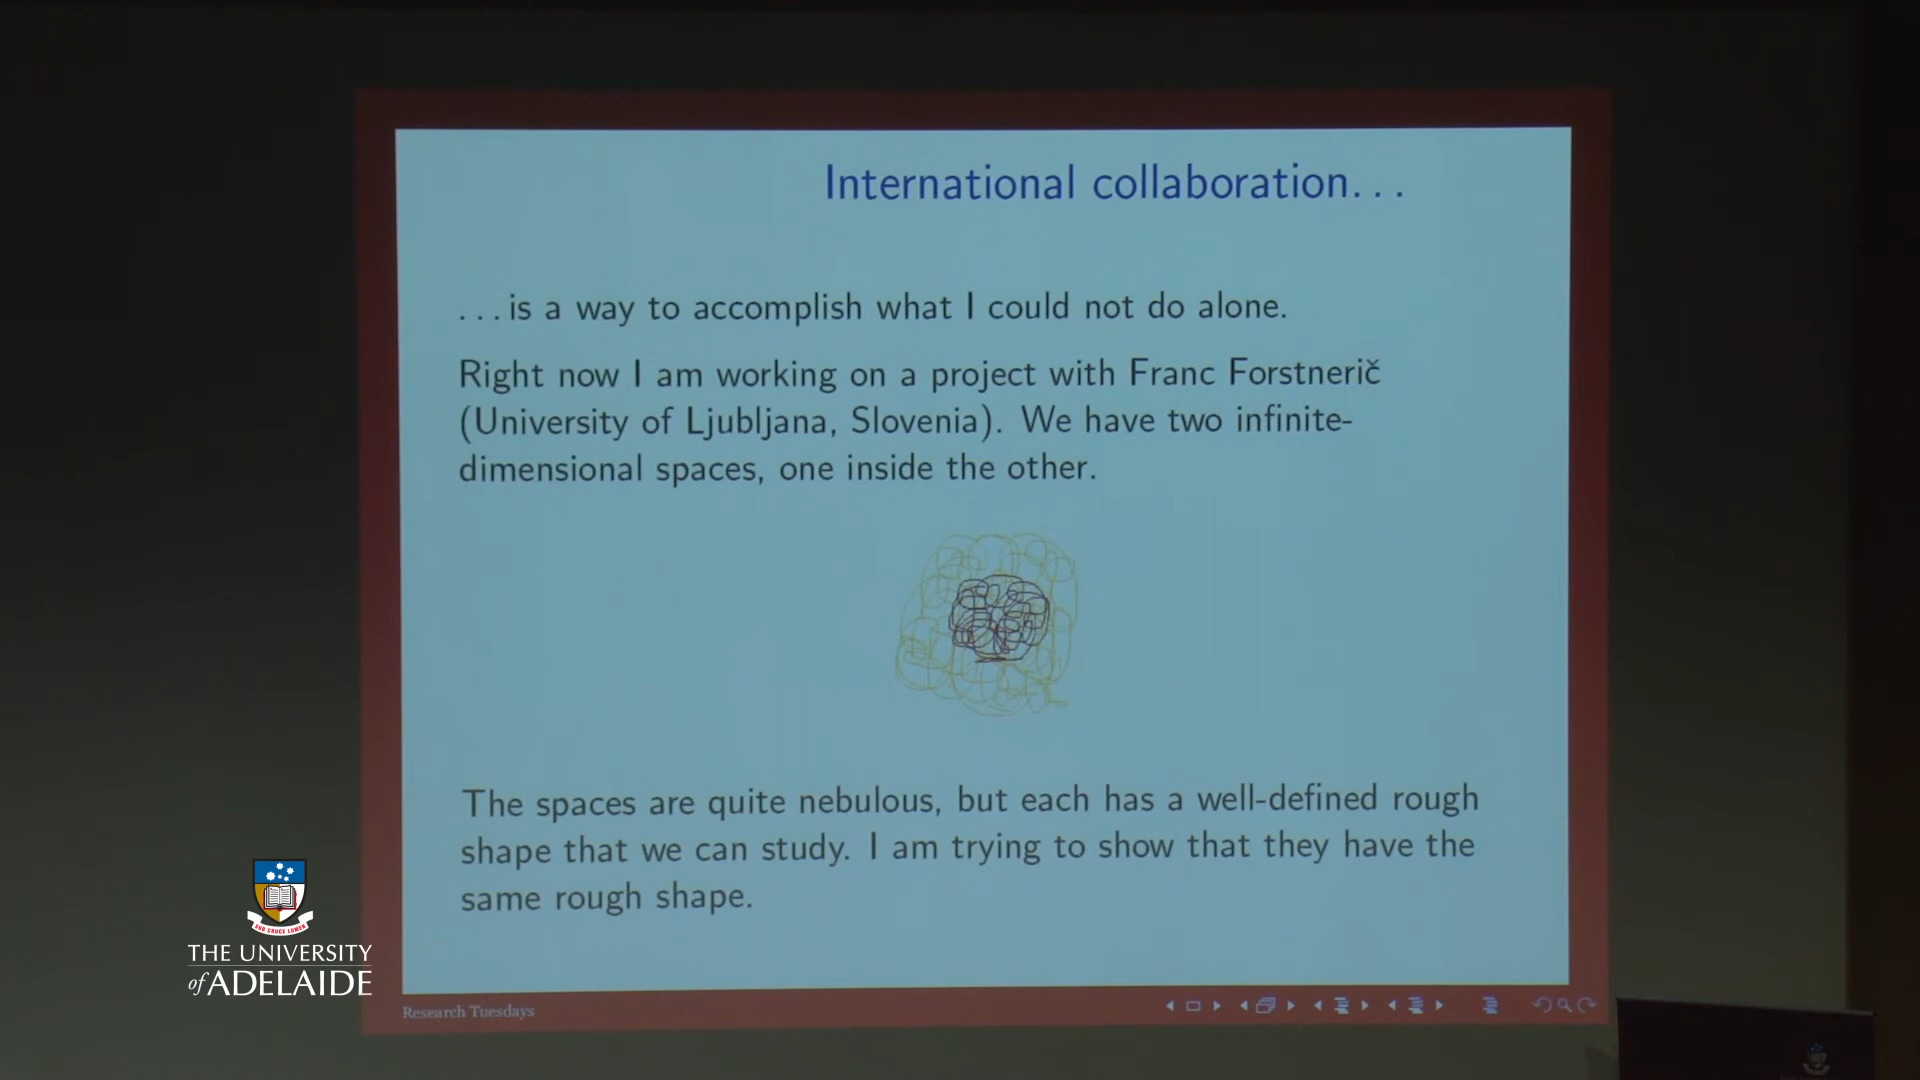 International collaboration...
...is a way to accomplish what I could not do alone.
Right now I am working on a project with Franc Forstnerič
(University of Ljubljana, Slovenia). We have two infinite-
dimensional spaces, one inside the other.
The spaces are quite nebulous, but each has a well-defined rough
shape that we can study. I am trying to show that they have the
same rough shape.
SUB CRUCE LUMEN
THE UNIVERSITY
of ADELAIDE
Research Tuesdays